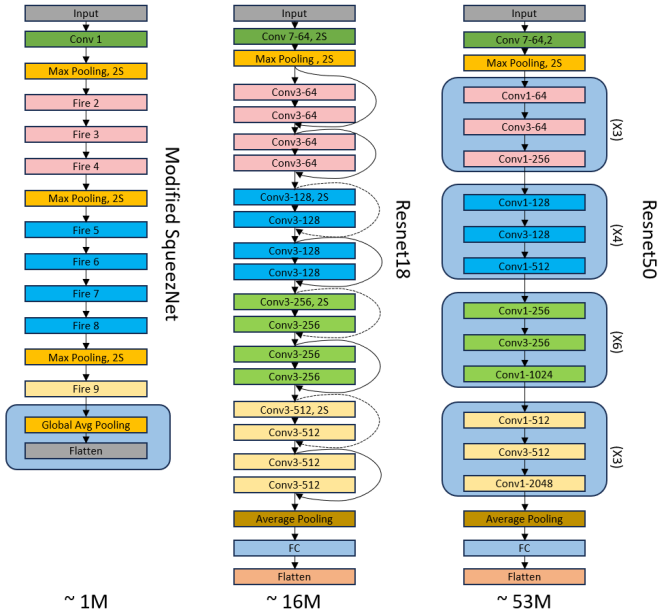 Input
Conv 1
Max Pooling, 2S
Fire 2
Fire 3
Fire 4
Max Pooling, 2S
Fire 5
Fire 6
Fire 7
Fire 8
Max Pooling, 2S
Fire 9
Global Avg Pooling
Flatten
Modified SqueezNet
~ 1M
Input
Conv 7-64, 2S
Max Pooling , 2S
Conv3-64
Conv3-64
Conv3-64
Conv3-64
Conv3-128, 2S
Conv3-128
Conv3-128
Conv3-128
Conv3-256, 2S
Conv3-256
Conv3-256
Conv3-256
Conv3-512, 2S
Conv3-512
Conv3-512
Conv3-512
Average Pooling
FC
Flatten
Resnet18
~ 16M
Input
Conv 7-64,2
Max Pooling, 2S
Conv1-64
Conv3-64
Conv1-256
(X3)
Conv1-128
Conv3-128
Conv1-512
(X4)
Conv1-256
Conv3-256
Conv1-1024
(X6)
Conv1-512
Conv3-512
Conv1-2048
(X3)
Average Pooling
FC
Flatten
Resnet50
~ 53M